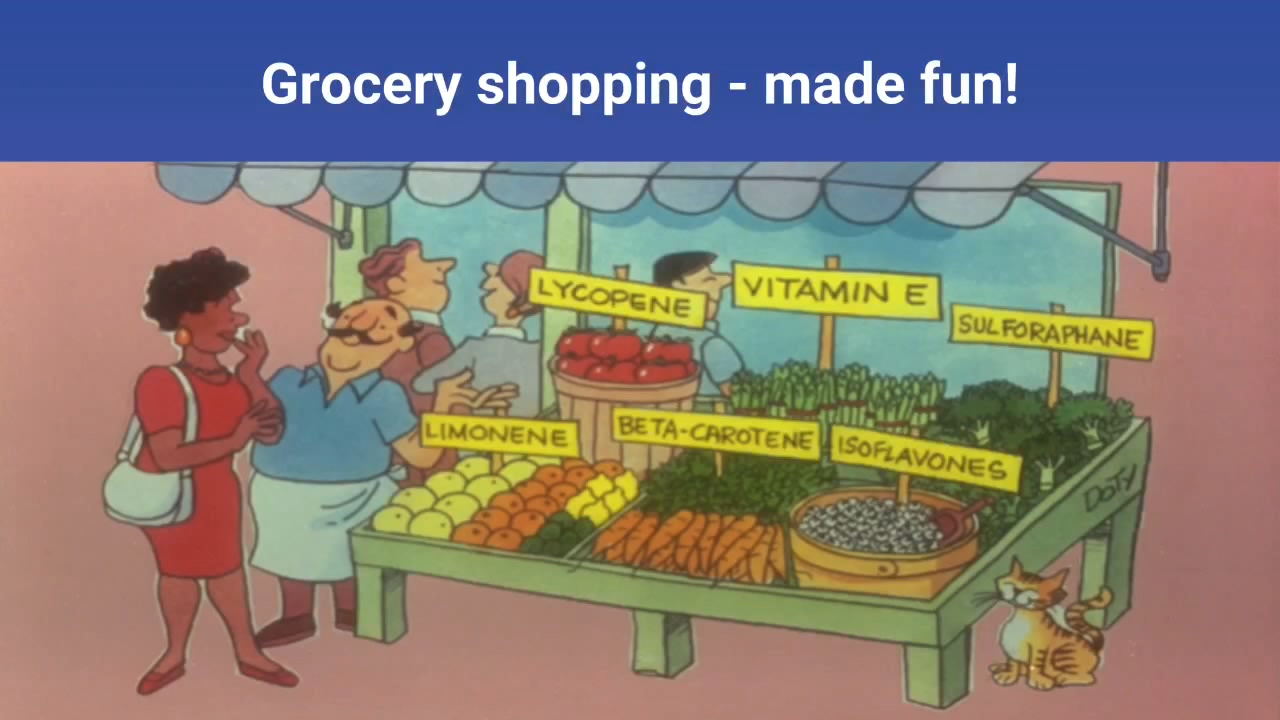 Grocery shopping - made fun!
LYCOPENE
VITAMIN E
SULFORAPHANE
LIMONENE
BETA-CAROTENE
ISOFLAVONES
DOTY